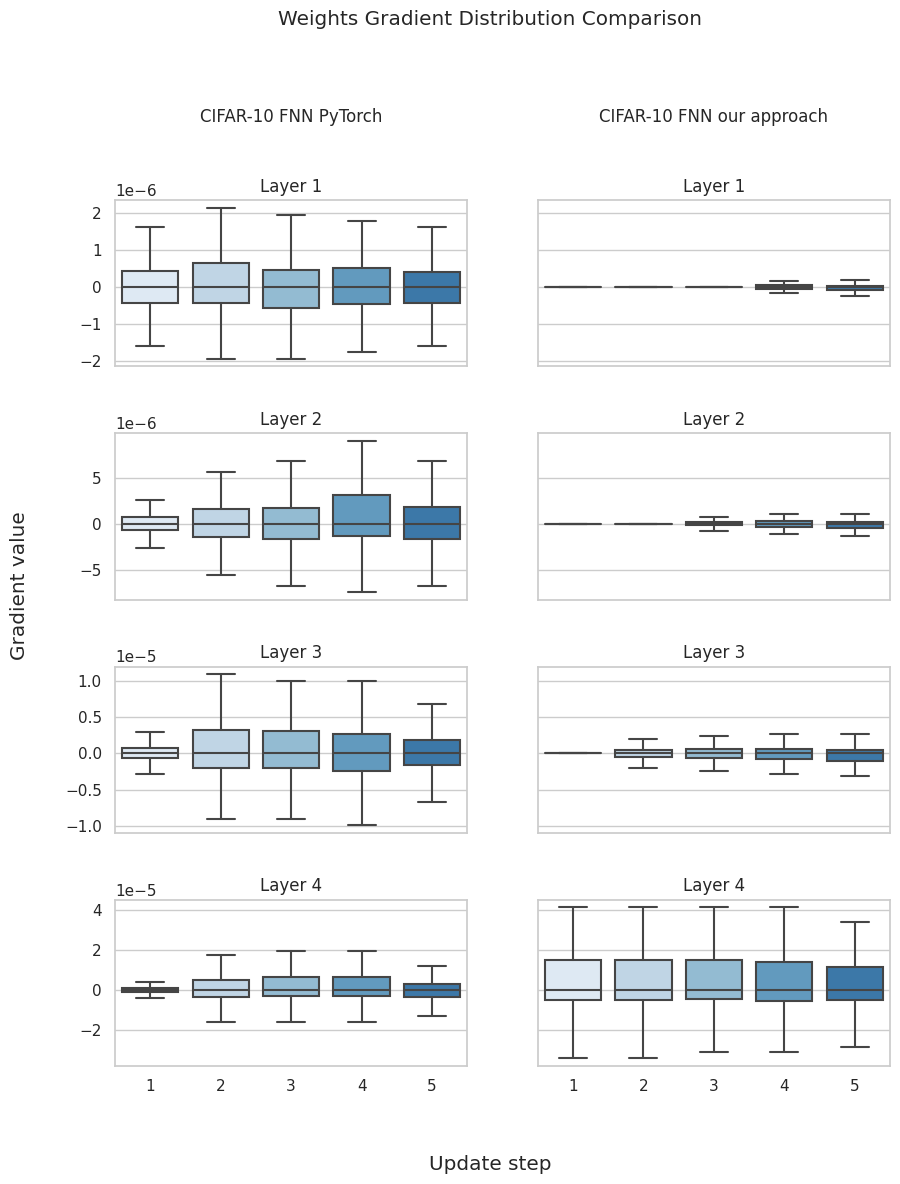 Weights Gradient Distribution Comparison
CIFAR-10 FNN PyTorch
CIFAR-10 FNN our approach
Layer 1
Layer 1
1e−6
2
1
0
−1
−2
Layer 2
Layer 2
1e−6
5
0
−5
Layer 3
Layer 3
1e−5
1.0
0.5
0.0
−0.5
−1.0
Layer 4
Layer 4
1e−5
4
2
0
−2
1 2 3 4 5
1 2 3 4 5
Gradient value
Update step